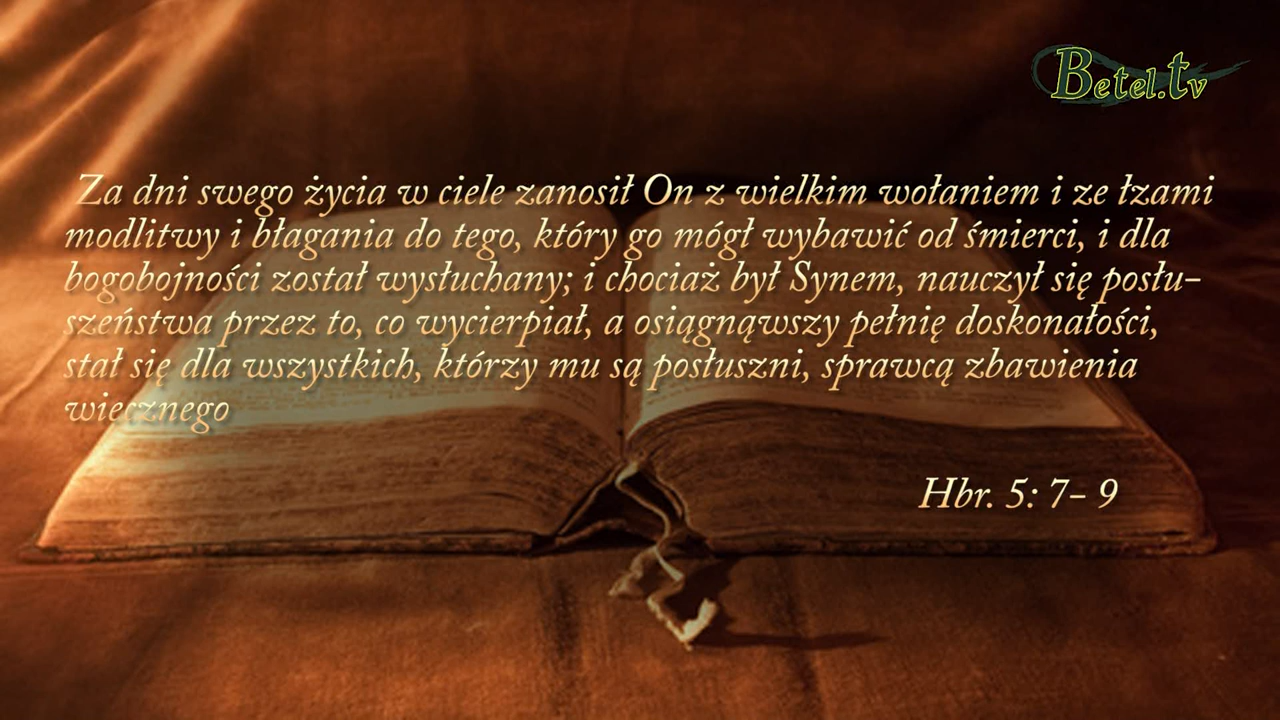 Betel.tv
Za dni swego życia w ciele zanosił On z wielkim wołaniem i ze łzami
modlitwy i błagania do tego, który go mógł wybawić od śmierci, i dla
bogobojności został wysłuchany; i chociaż był Synem, nauczył się posłu-
szeństwa przez to, co wycierpiał, a osiągnąwszy pełnię doskonałości,
stał się dla wszystkich, którzy mu są posłuszni, sprawcą zbawienia
wiecznego
Hbr. 5: 7- 9